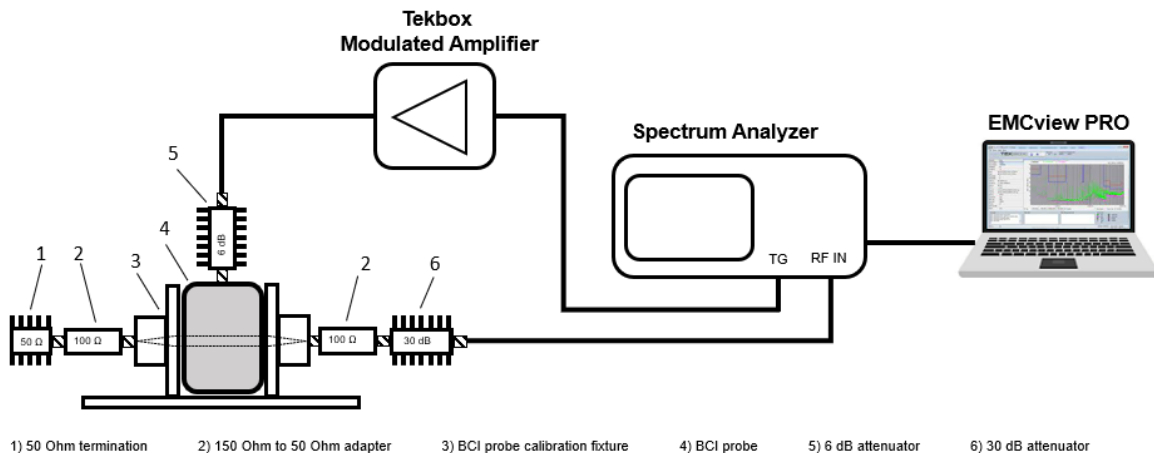 Tekbox
Modulated Amplifier
Spectrum Analyzer
EMCview PRO
5
4
6 dB
1
2
3
2
6
TG
RF IN
50 Ω
100 Ω
100 Ω
30 dB
1) 50 Ohm termination
2) 150 Ohm to 50 Ohm adapter
3) BCI probe calibration fixture
4) BCI probe
5) 6 dB attenuator
6) 30 dB attenuator